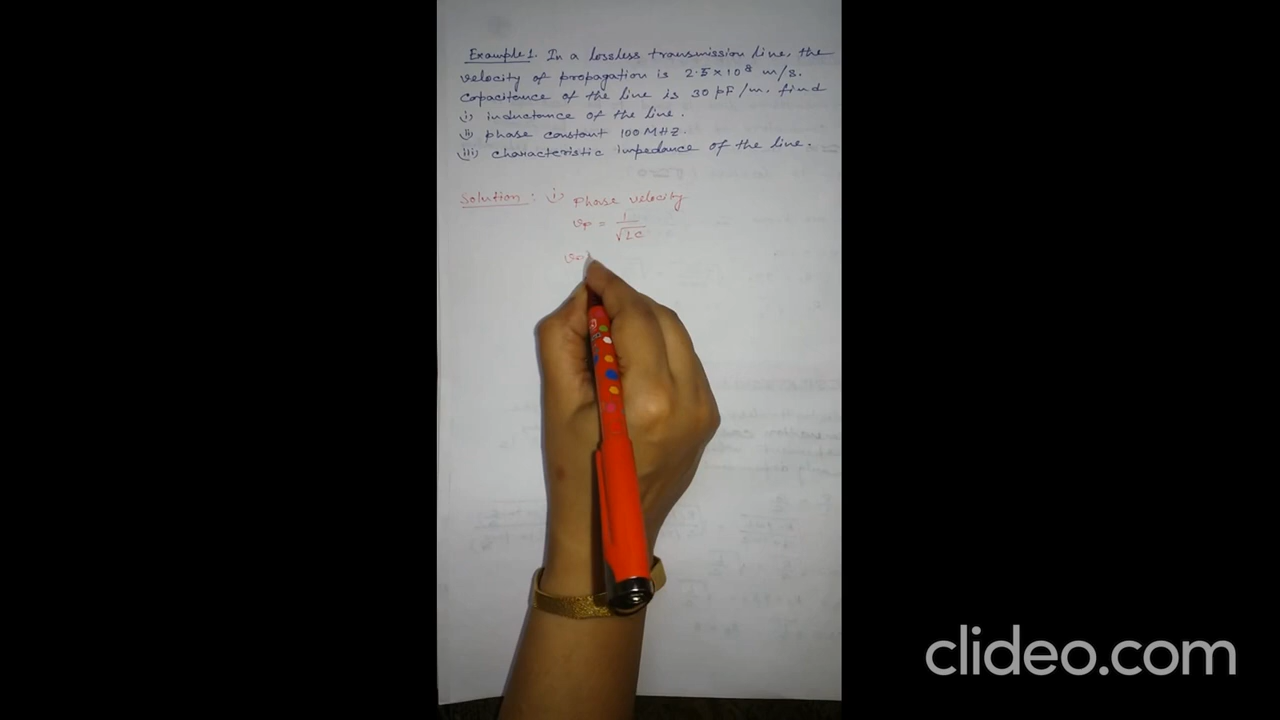 Example 1. In a lossless transmission line, the
velocity of propagation is 2.5 × 10⁸ m/s.
Capacitance of the line is 30 pF/m. find
i) inductance of the line.
ii) phase constant 100 MHZ.
iii) characteristic impedance of the line.
Solution: i) Phase velocity
vp = 1/√LC
clideo.com